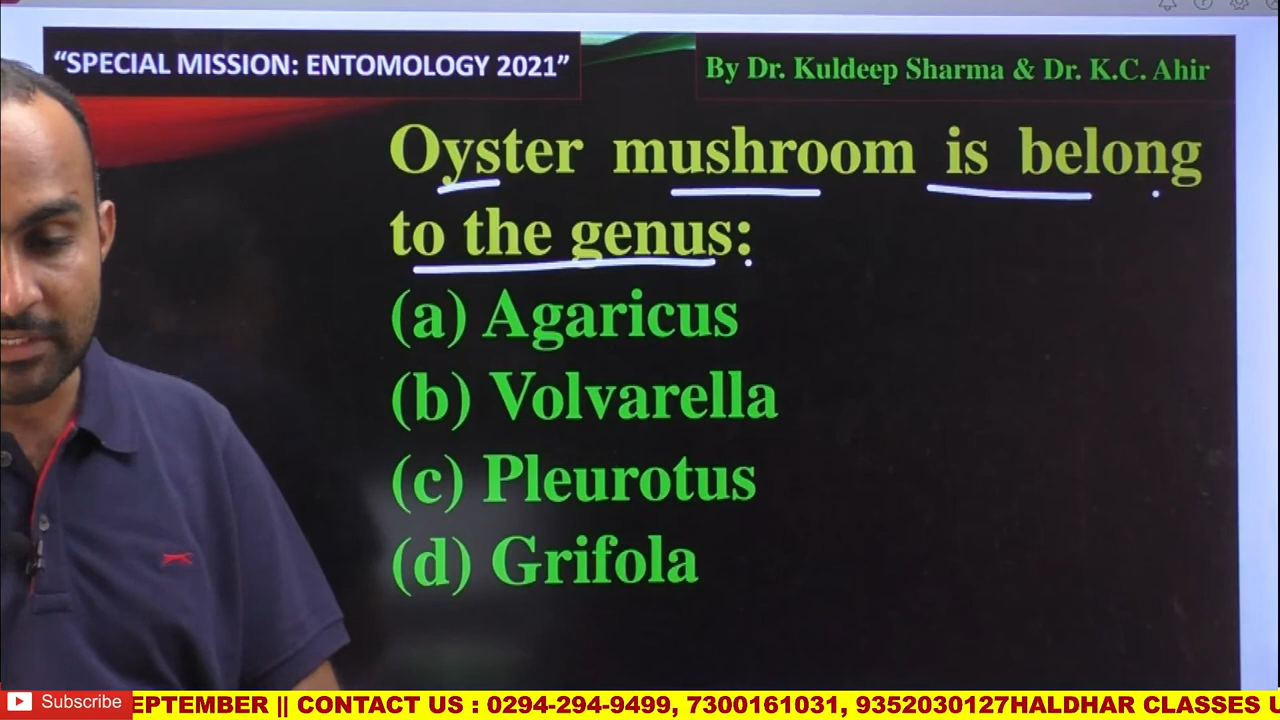 “SPECIAL MISSION: ENTOMOLOGY 2021”
By Dr. Kuldeep Sharma & Dr. K.C. Ahir
Oyster mushroom is belong
to the genus:
(a) Agaricus
(b) Volvarella
(c) Pleurotus
(d) Grifola
Subscribe
EPTEMBER || CONTACT US : 0294-294-9499, 7300161031, 9352030127HALDHAR CLASSES U